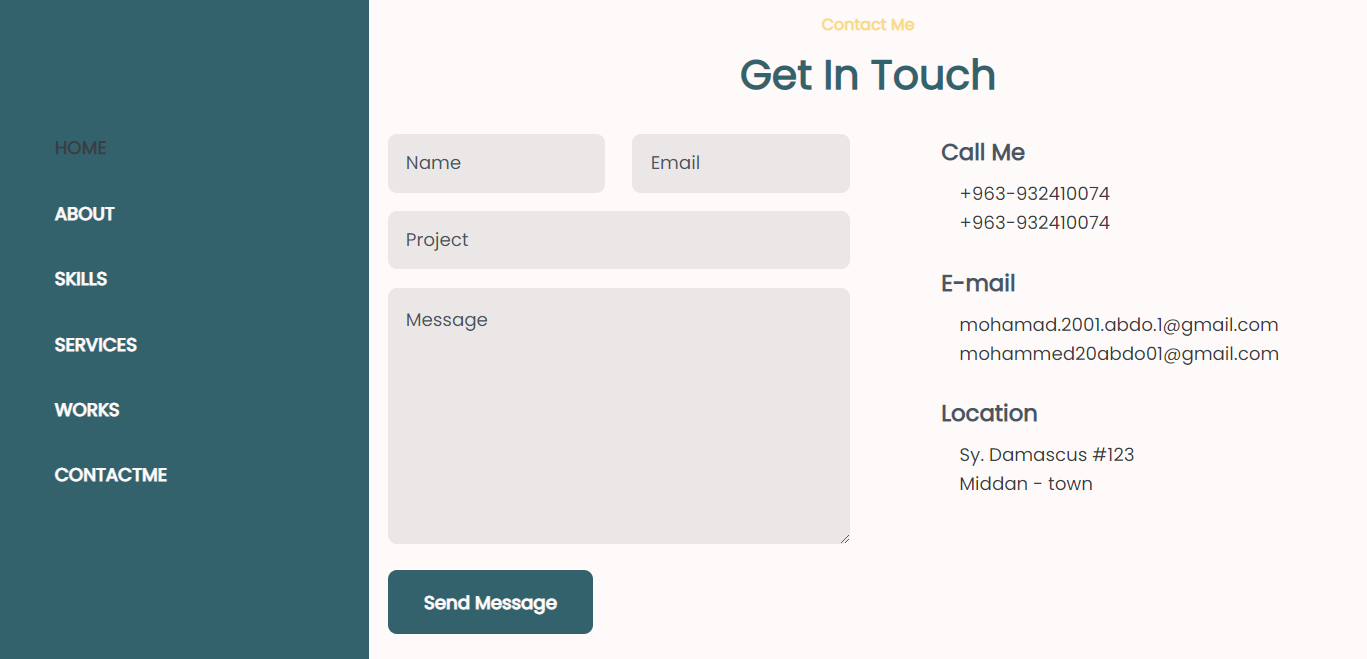 HOME
ABOUT
SKILLS
SERVICES
WORKS
CONTACTME
Contact Me
Get In Touch
Name
Email
Project
Message
Send Message
Call Me
+963-932410074
+963-932410074
E-mail
mohamad.2001.abdo.1@gmail.com
mohammed20abdo01@gmail.com
Location
Sy. Damascus #123
Middan - town